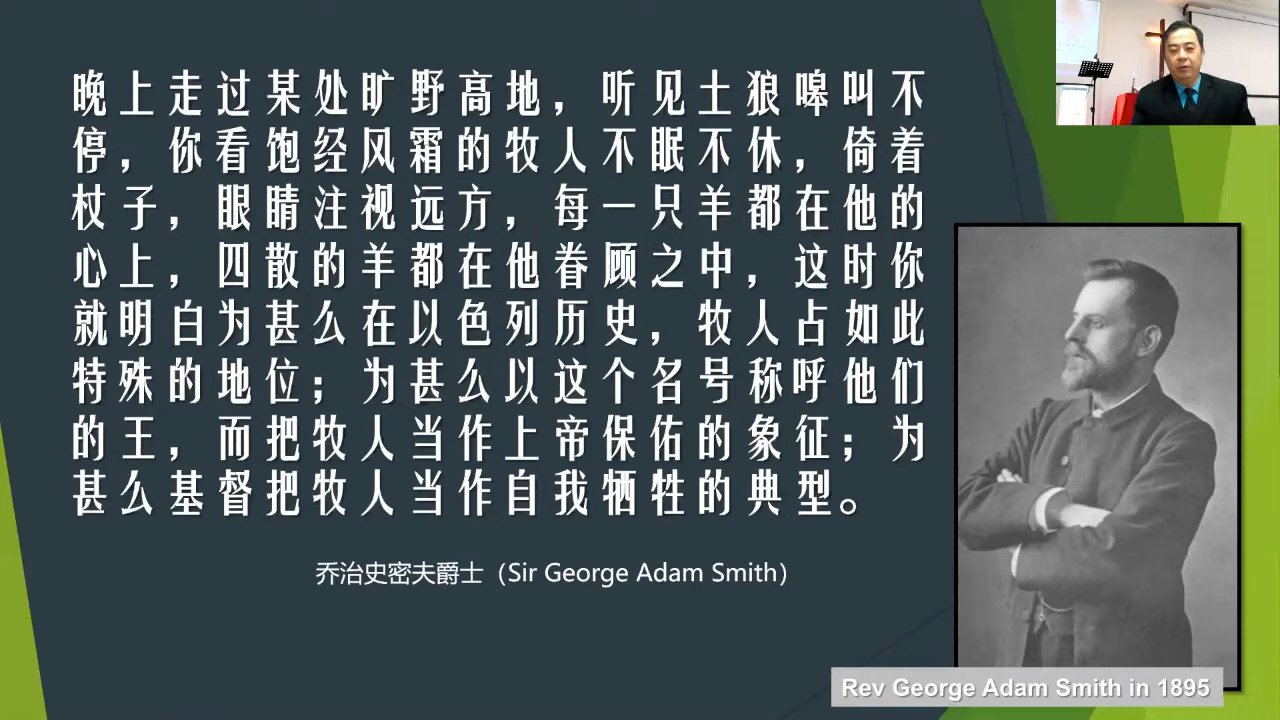 晚上走过某处旷野高地，听见土狼嗥叫不
停，你看饱经风霜的牧人不眠不休，倚着
杖子，眼睛注视远方，每一只羊都在他的
心上，四散的羊都在他眷顾之中，这时你
就明白为甚么在以色列历史，牧人占如此
特殊的地位；为甚么以这个名号称呼他们
的王，而把牧人当作上帝保佑的象征；为
甚么基督把牧人当作自我牺牲的典型。
乔治史密夫爵士（Sir George Adam Smith）
Rev George Adam Smith in 1895